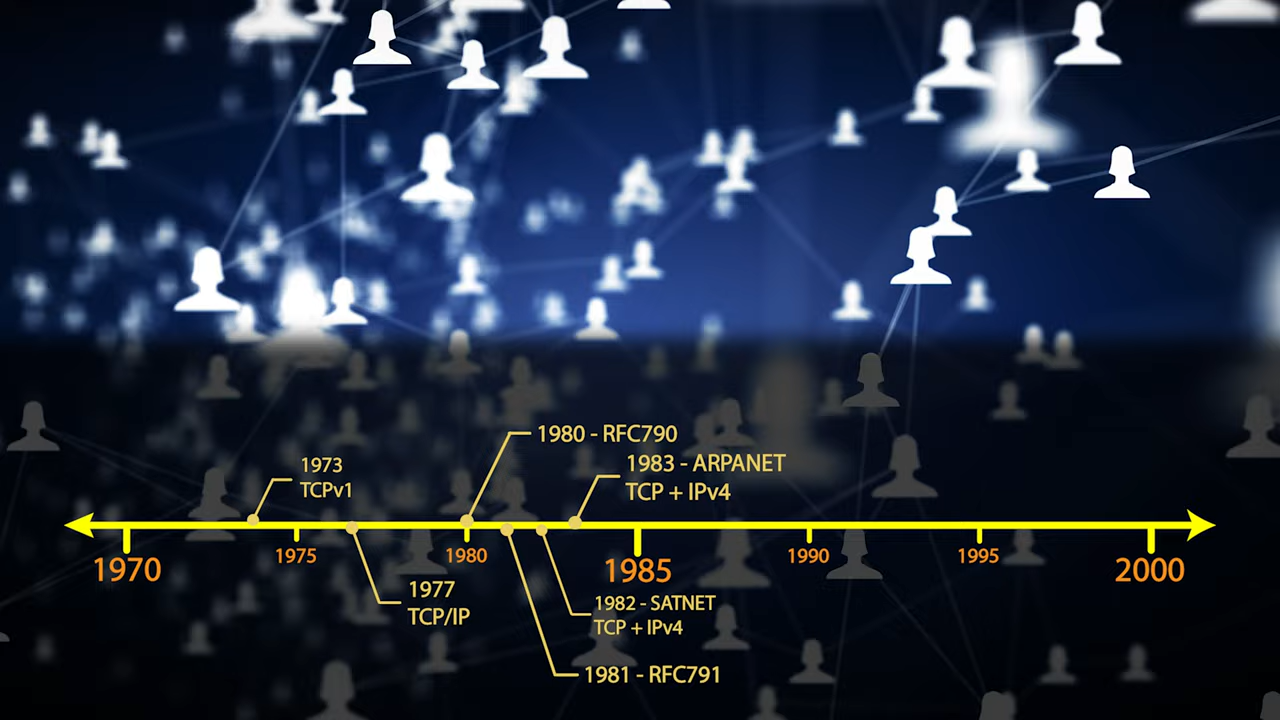 1980 - RFC790
1973
TCPv1
1983 - ARPANET
TCP + IPv4
1970
1975
1980
1985
1990
1995
2000
1977
TCP/IP
1982 - SATNET
TCP + IPv4
1981 - RFC791